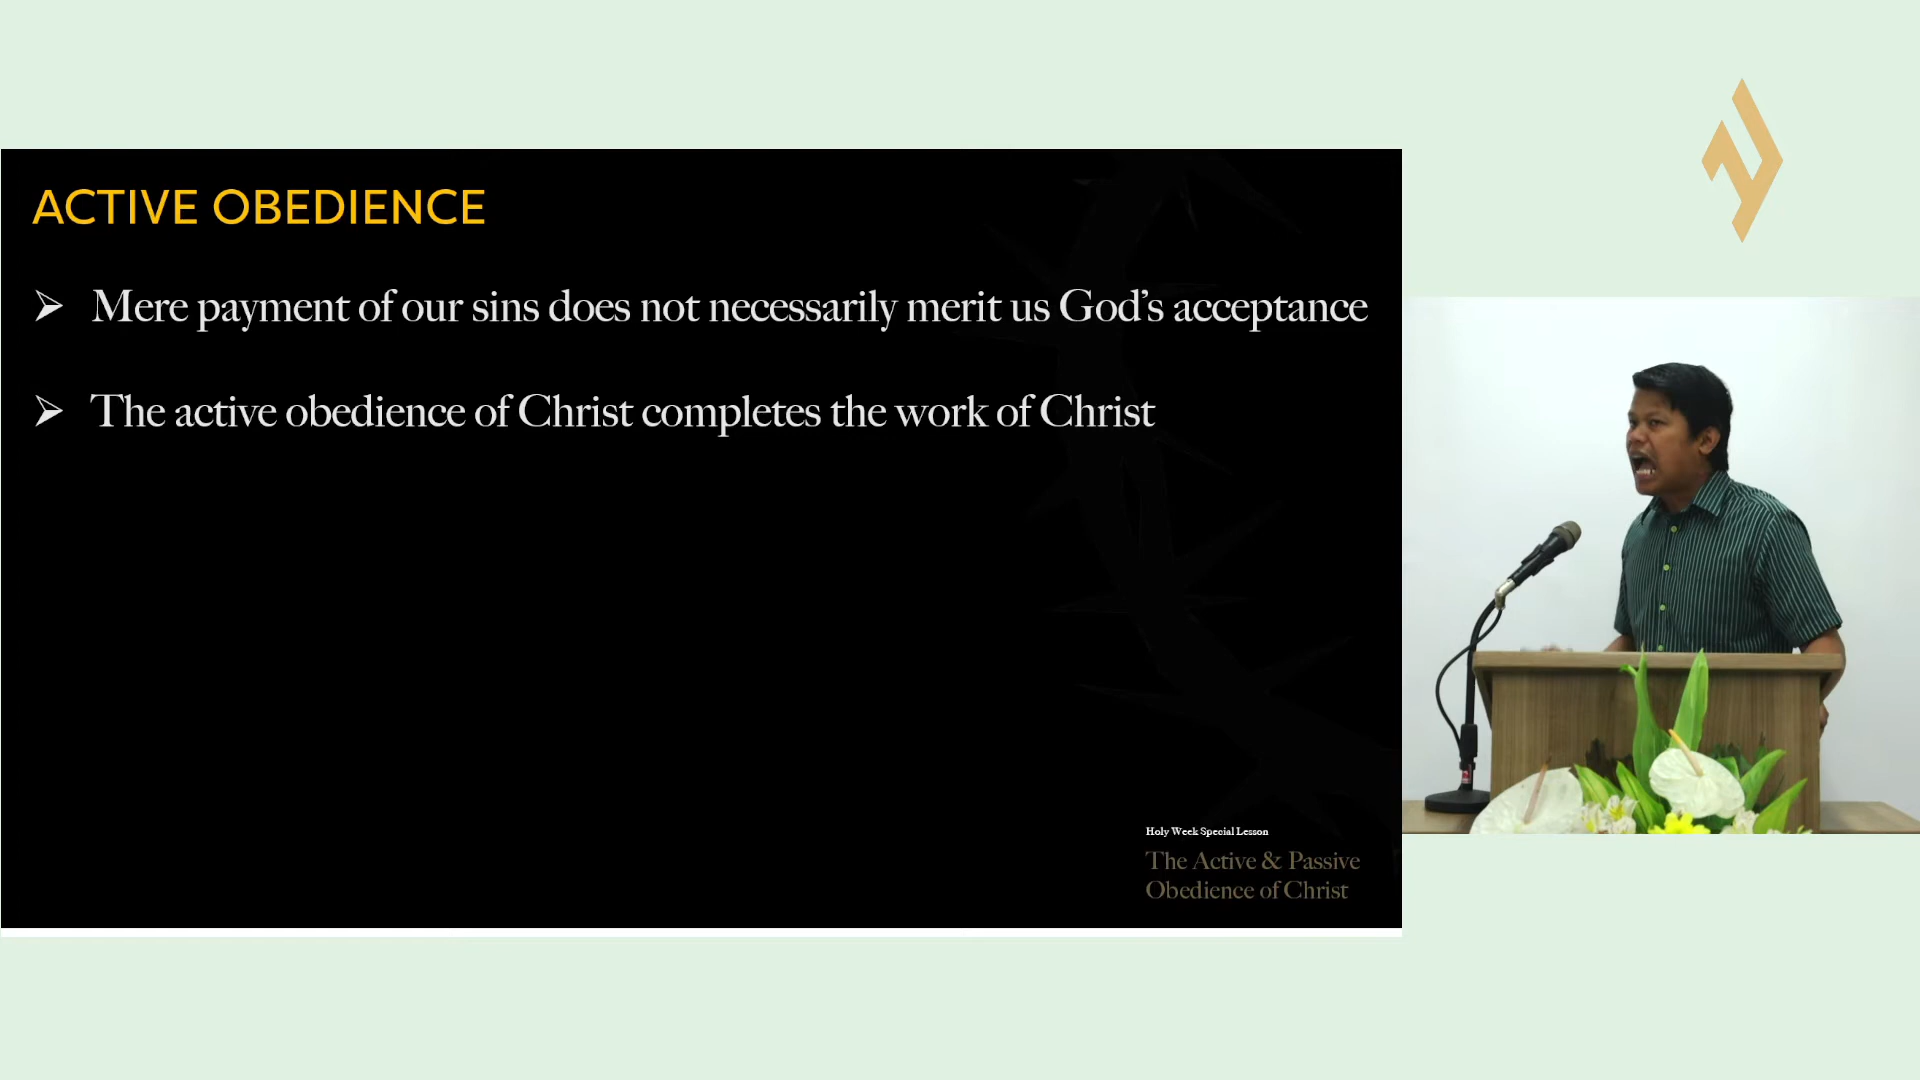 ACTIVE OBEDIENCE
Mere payment of our sins does not necessarily merit us God’s acceptance
The active obedience of Christ completes the work of Christ
Holy Week Special Lesson
The Active & Passive
Obedience of Christ